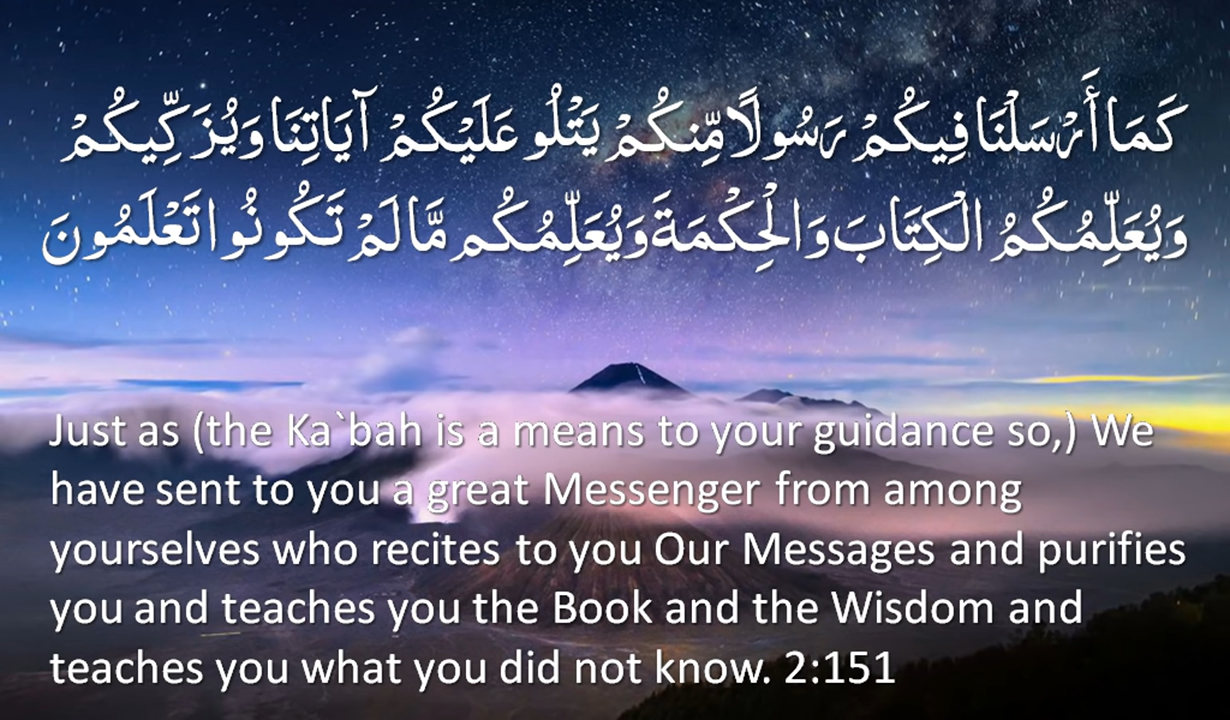 كَمَا أَرْسَلْنَا فِيكُمْ رَسُولًا مِّنكُمْ يَتْلُو عَلَيْكُمْ آيَاتِنَا وَيُزَكِّيكُمْ
وَيُعَلِّمُكُمُ الْكِتَابَ وَالْحِكْمَةَ وَيُعَلِّمُكُم مَّا لَمْ تَكُونُوا تَعْلَمُونَ
Just as (the Ka`bah is a means to your guidance so,) We
have sent to you a great Messenger from among
yourselves who recites to you Our Messages and purifies
you and teaches you the Book and the Wisdom and
teaches you what you did not know. 2:151